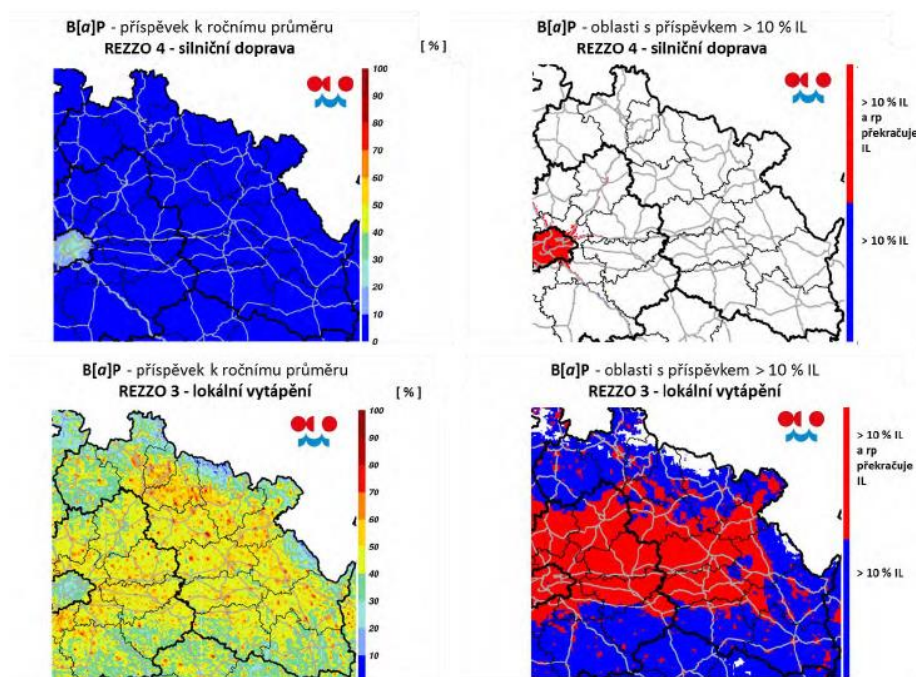 B[a]P - příspěvek k ročnímu průměru
REZZO 4 - silniční doprava
[ % ]
100
90
80
70
60
50
40
30
20
10
0
B[a]P - oblasti s příspěvkem > 10 % IL
REZZO 4 - silniční doprava
> 10 % IL
a rp
překračuje
IL
> 10 % IL
B[a]P - příspěvek k ročnímu průměru
REZZO 3 - lokální vytápění
[ % ]
100
90
80
70
60
50
40
30
20
10
B[a]P - oblasti s příspěvkem > 10 % IL
REZZO 3 - lokální vytápění
> 10 % IL
a rp
překračuje
IL
> 10 % IL